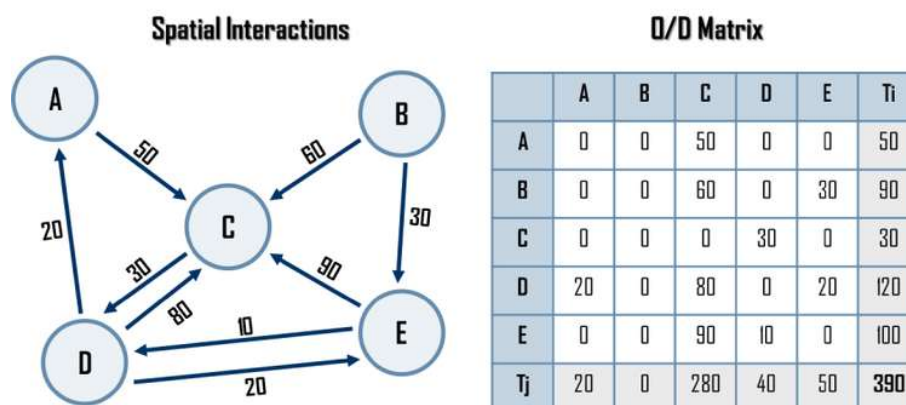 Spatial Interactions
A
B
50
60
20
C
30
30
80
90
10
D
E
20
O/D Matrix
A B C D E Ti
A 0 0 50 0 0 50
B 0 0 60 0 30 90
C 0 0 0 30 0 30
D 20 0 80 0 20 120
E 0 0 90 10 0 100
Tj 20 0 280 40 50 390